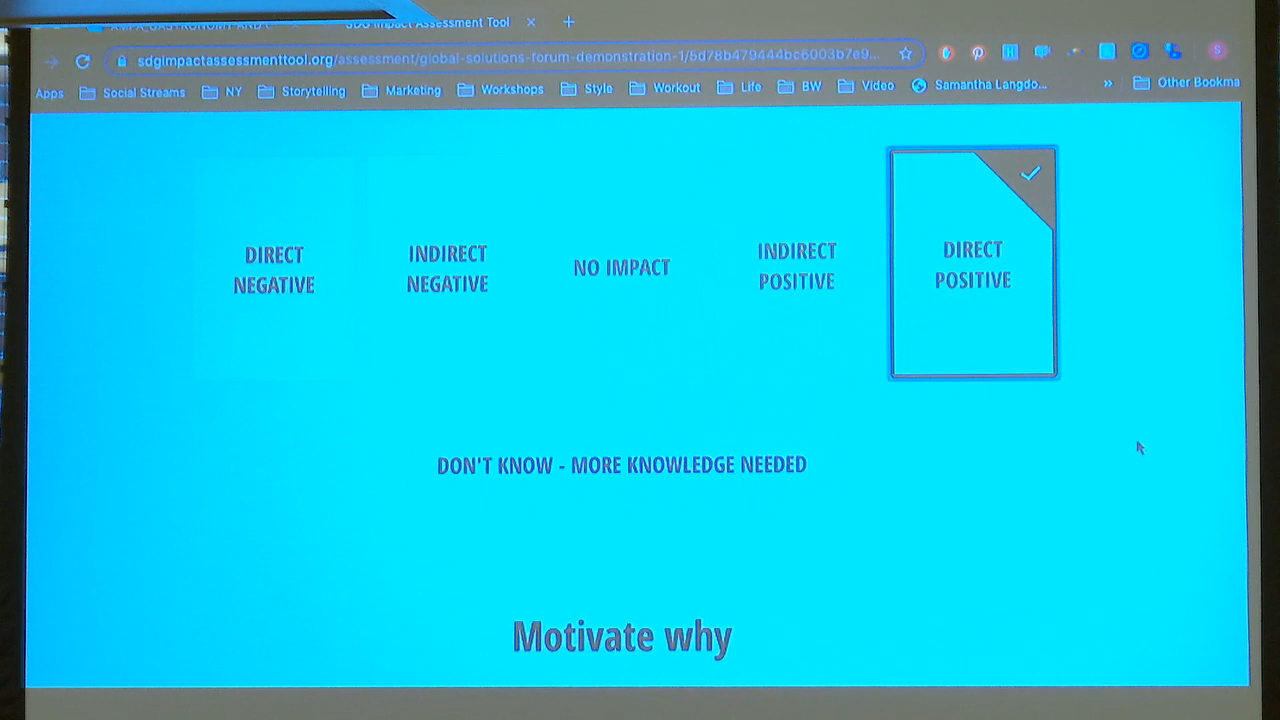 SDG Impact Assessment Tool
sdgimpactassessmenttool.org/assessment/global-solutions-forum-demonstration-1/5d78b479444bc6003b7e9...
Apps Social Streams NY Storytelling Marketing Workshops Style Workout Life BW Video Samantha Langdo... » Other Bookma
DIRECT
NEGATIVE
INDIRECT
NEGATIVE
NO IMPACT
INDIRECT
POSITIVE
DIRECT
POSITIVE
DON'T KNOW - MORE KNOWLEDGE NEEDED
Motivate why